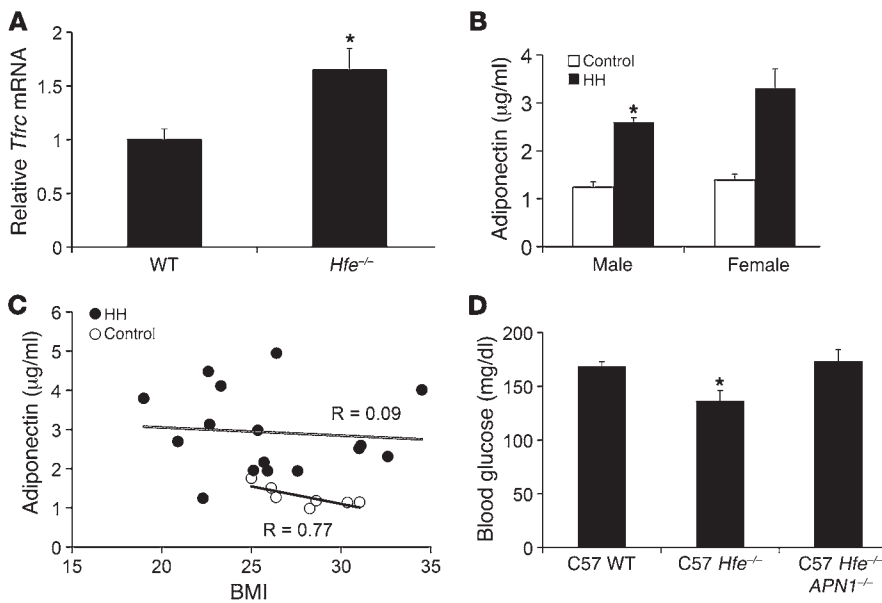 A
Relative Tfrc mRNA
2
1.5
1
0.5
0
*
WT
Hfe–/–
B
Adiponectin (μg/ml)
4
3
2
1
0
Control
HH
*
Male
Female
C
Adiponectin (μg/ml)
6
5
4
3
2
1
0
HH
Control
R = 0.09
R = 0.77
15
20
25
30
35
BMI
D
Blood glucose (mg/dl)
200
150
100
50
0
*
C57 WT
C57 Hfe–/–
C57 Hfe–/–
APN1–/–